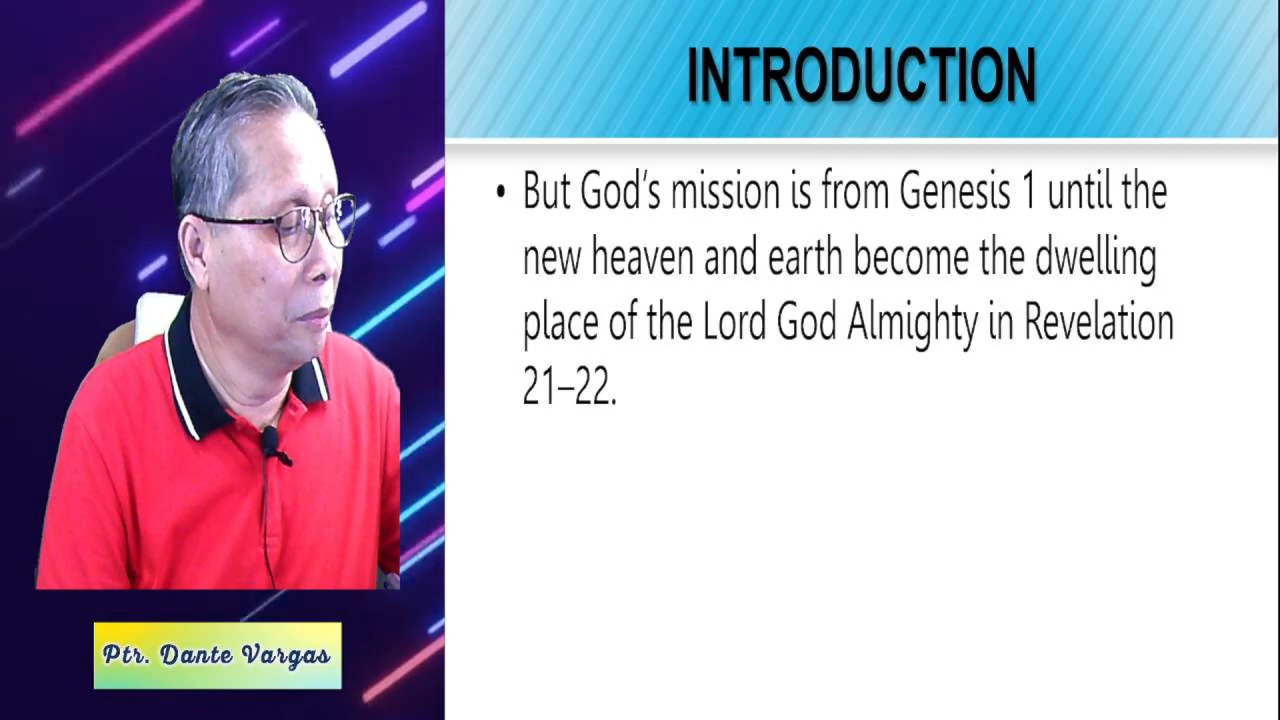 INTRODUCTION
• But God's mission is from Genesis 1 until the
new heaven and earth become the dwelling
place of the Lord God Almighty in Revelation
21–22.
Ptr. Dante Vargas